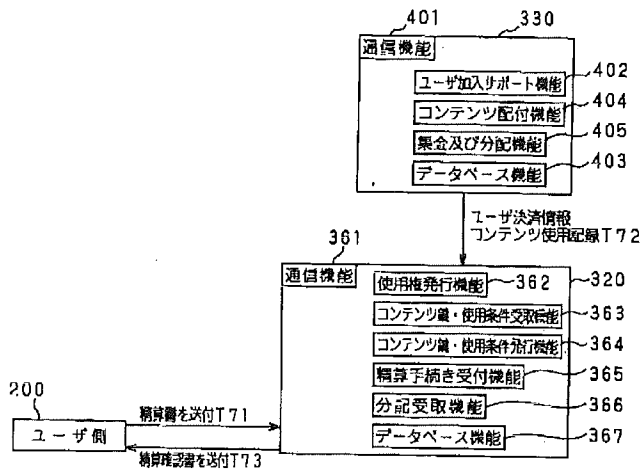 401
330
通信機能
402
ユーザ加入サポート機能
404
コンテンツ配付機能
405
集金及び分配機能
403
データベース機能
ユーザ決済情報
コンテンツ使用記録T72
361
通信機能
使用権発行機能
362
320
コンテンツ鍵・使用条件受取機能
363
コンテンツ鍵・使用条件発行機能
364
精算手続き受付機能
365
分配受取機能
366
データベース機能
367
200
ユーザ側
精算書を送付T71
精算確認書を送付T73